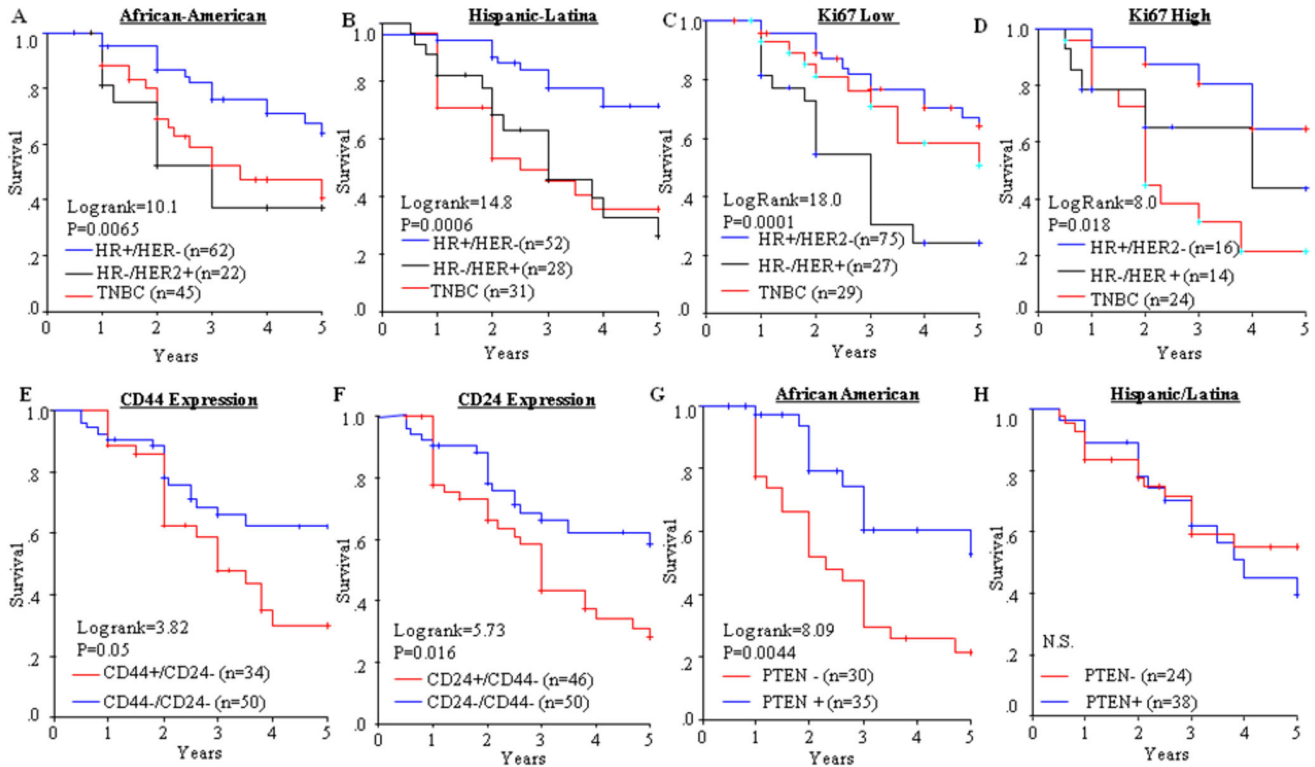 A African-American
Survival
1.0
.8
.6
.4
.2
.0
Logrank=10.1
P=0.0065
HR+/HER- (n=62)
HR-/HER2+ (n=22)
TNBC (n=45)
0 1 2 3 4 5
Years
B Hispanic-Latina
Survival
1.0
.8
.6
.4
.2
.0
Logrank=14.8
P=0.0006
HR+/HER- (n=52)
HR-/HER+ (n=28)
TNBC (n=31)
0 1 2 3 4 5
Years
C Ki67 Low
Survival
1.0
.8
.6
.4
.2
.0
LogRank=18.0
P=0.0001
HR+/HER2- (n=75)
HR-/HER+ (n=27)
TNBC (n=29)
0 1 2 3 4 5
Years
D Ki67 High
Survival
1.0
.8
.6
.4
.2
.0
LogRank=8.0
P=0.018
HR+/HER2- (n=16)
HR-/HER + (n=14)
TNBC (n=24)
0 1 2 3 4 5
Years
E CD44 Expression
Survival
1.0
.8
.6
.4
.2
.0
Logrank=3.82
P=0.05
CD44+/CD24- (n=34)
CD44-/CD24- (n=50)
0 1 2 3 4 5
Years
F CD24 Expression
Survival
1.0
.8
.6
.4
.2
.0
Logrank=5.73
P=0.016
CD24+/CD44- (n=46)
CD24-/CD44- (n=50)
0 1 2 3 4 5
Years
G African American
Survival
1.0
.8
.6
.4
.2
.0
Logrank=8.09
P=0.0044
PTEN - (n=30)
PTEN + (n=35)
0 1 2 3 4 5
Years
H Hispanic/Latina
Survival
1.0
.8
.6
.4
.2
.0
N.S.
PTEN- (n=24)
PTEN+ (n=38)
0 1 2 3 4 5
Years